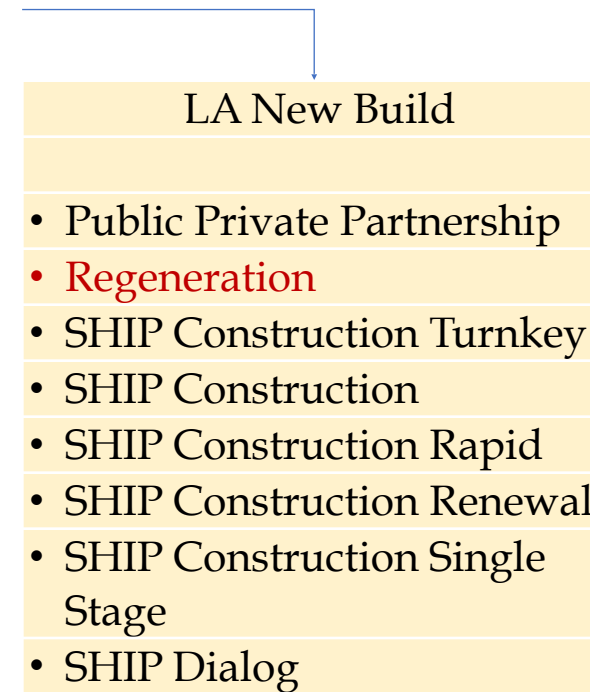 LA New Build
• Public Private Partnership
• Regeneration
• SHIP Construction Turnkey
• SHIP Construction
• SHIP Construction Rapid
• SHIP Construction Renewal
• SHIP Construction Single
Stage
• SHIP Dialog